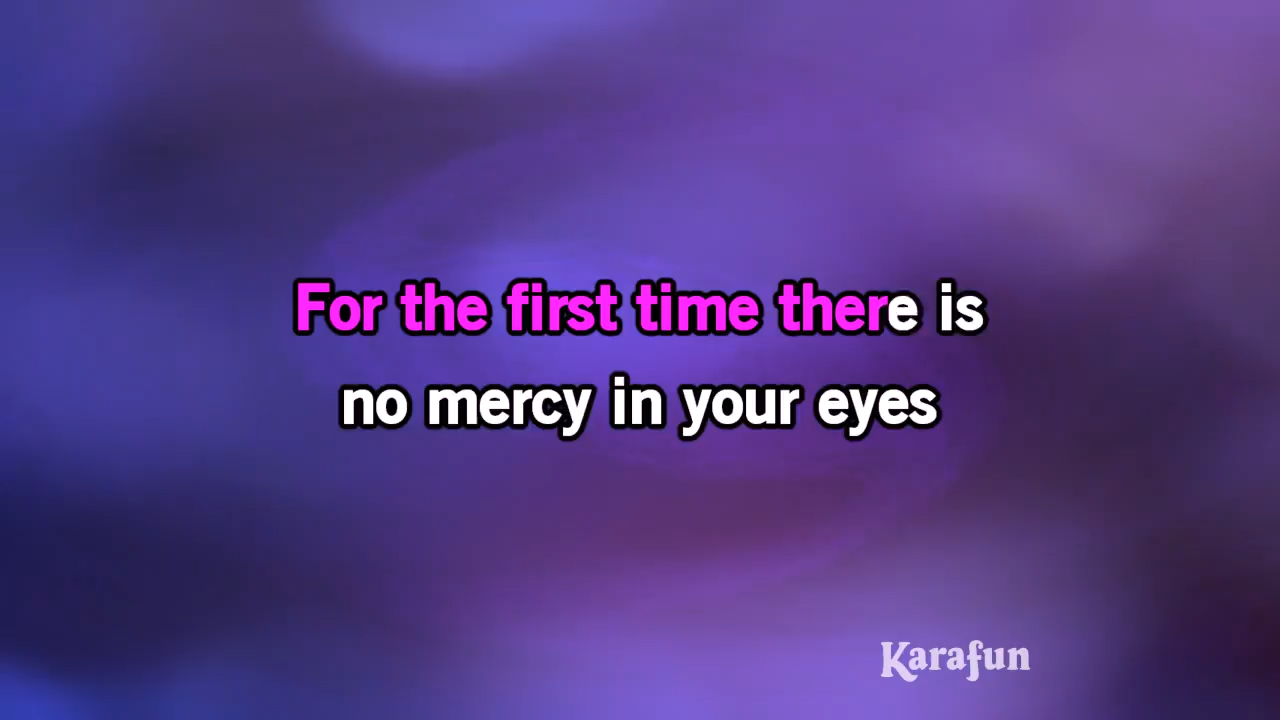 For the first time there is
no mercy in your eyes
Karafun